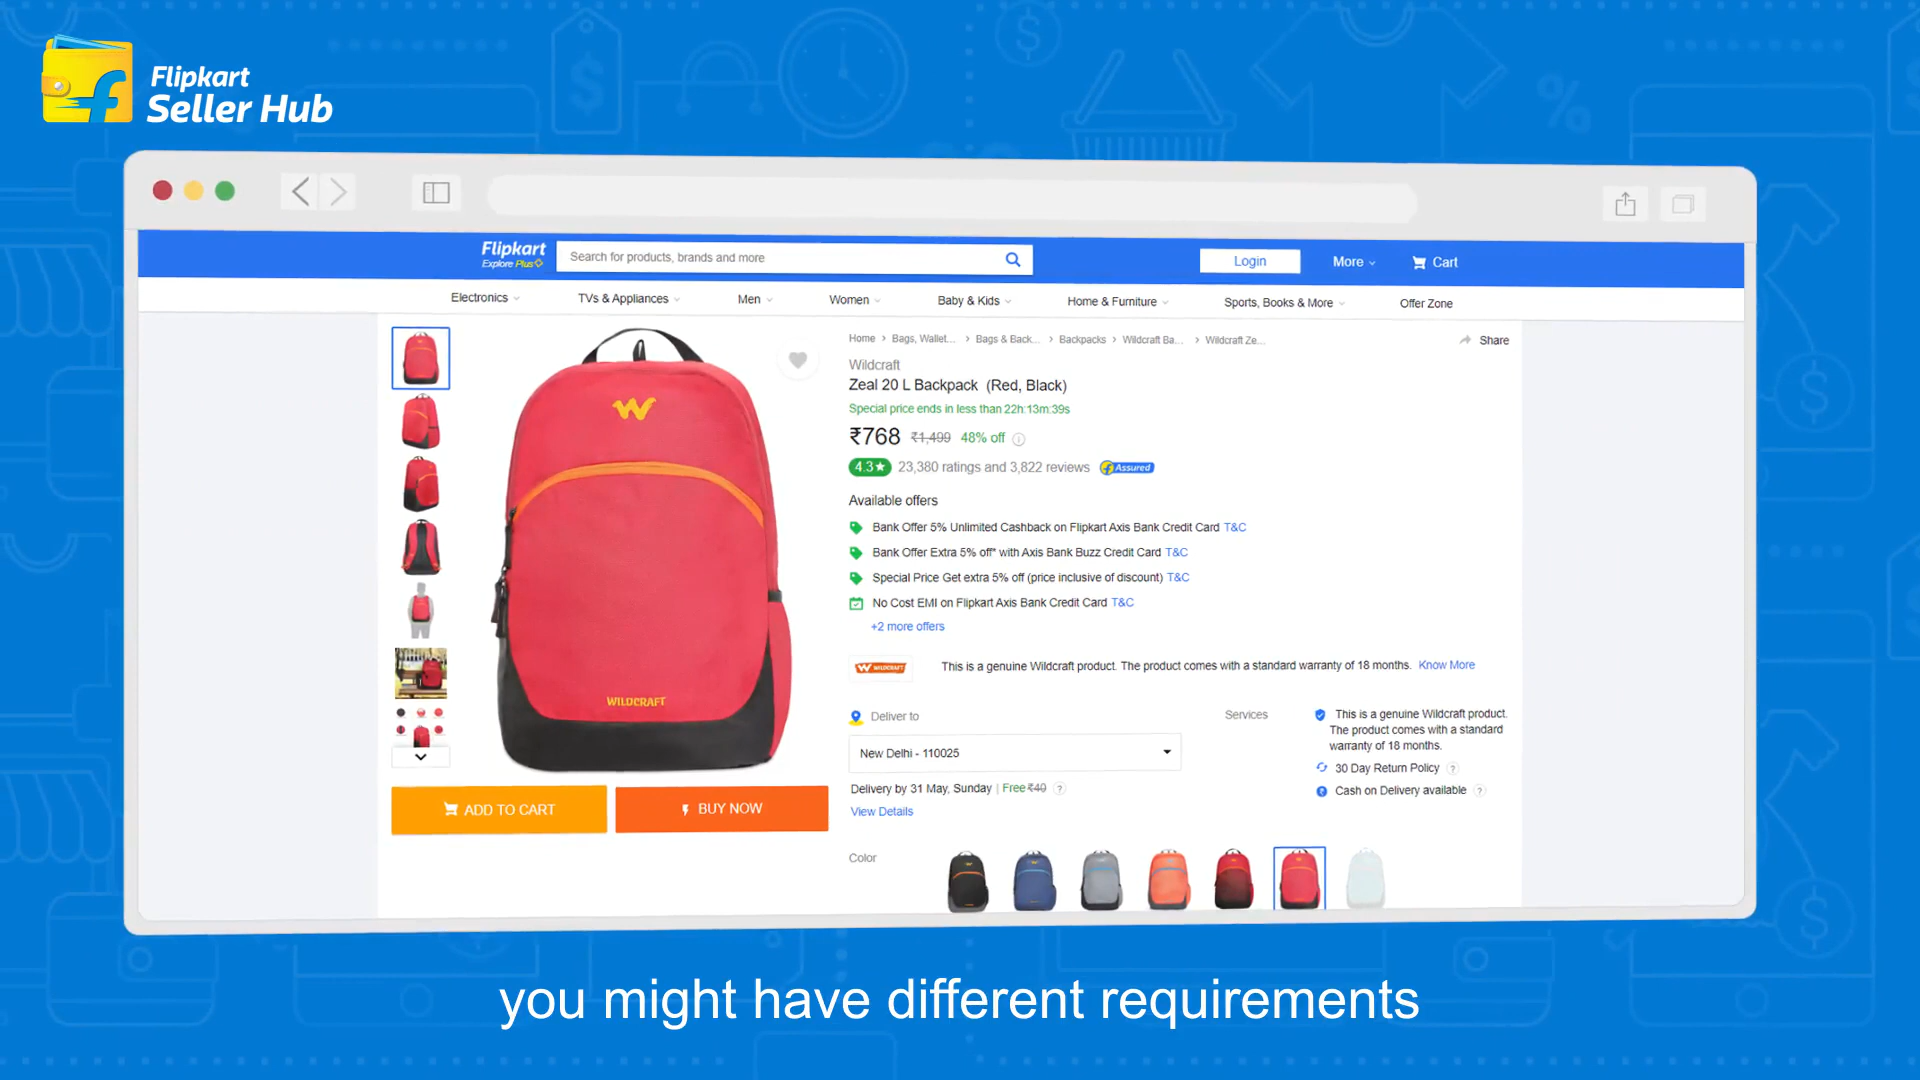 Flipkart
Seller Hub
Flipkart
Explore Plus
Search for products, brands and more
Login
More
Cart
Electronics
TVs & Appliances
Men
Women
Baby & Kids
Home & Furniture
Sports, Books & More
Offer Zone
Home > Bags, Wallet... > Bags & Back... > Backpacks > Wildcraft Ba... > Wildcraft Ze...
Share
Wildcraft
Zeal 20 L Backpack (Red, Black)
Special price ends in less than 22h:13m:39s
₹768 ₹1,499 48% off
4.3★ 23,380 ratings and 3,822 reviews Assured
Available offers
Bank Offer 5% Unlimited Cashback on Flipkart Axis Bank Credit Card T&C
Bank Offer Extra 5% off* with Axis Bank Buzz Credit Card T&C
Special Price Get extra 5% off (price inclusive of discount) T&C
No Cost EMI on Flipkart Axis Bank Credit Card T&C
+2 more offers
WILDCRAFT
WILDCRAFT
This is a genuine Wildcraft product. The product comes with a standard warranty of 18 months. Know More
Deliver to
New Delhi - 110025
Delivery by 31 May, Sunday | Free ₹40 ?
View Details
Services
This is a genuine Wildcraft product.
The product comes with a standard
warranty of 18 months.
30 Day Return Policy ?
Cash on Delivery available ?
ADD TO CART
BUY NOW
Color
you might have different requirements